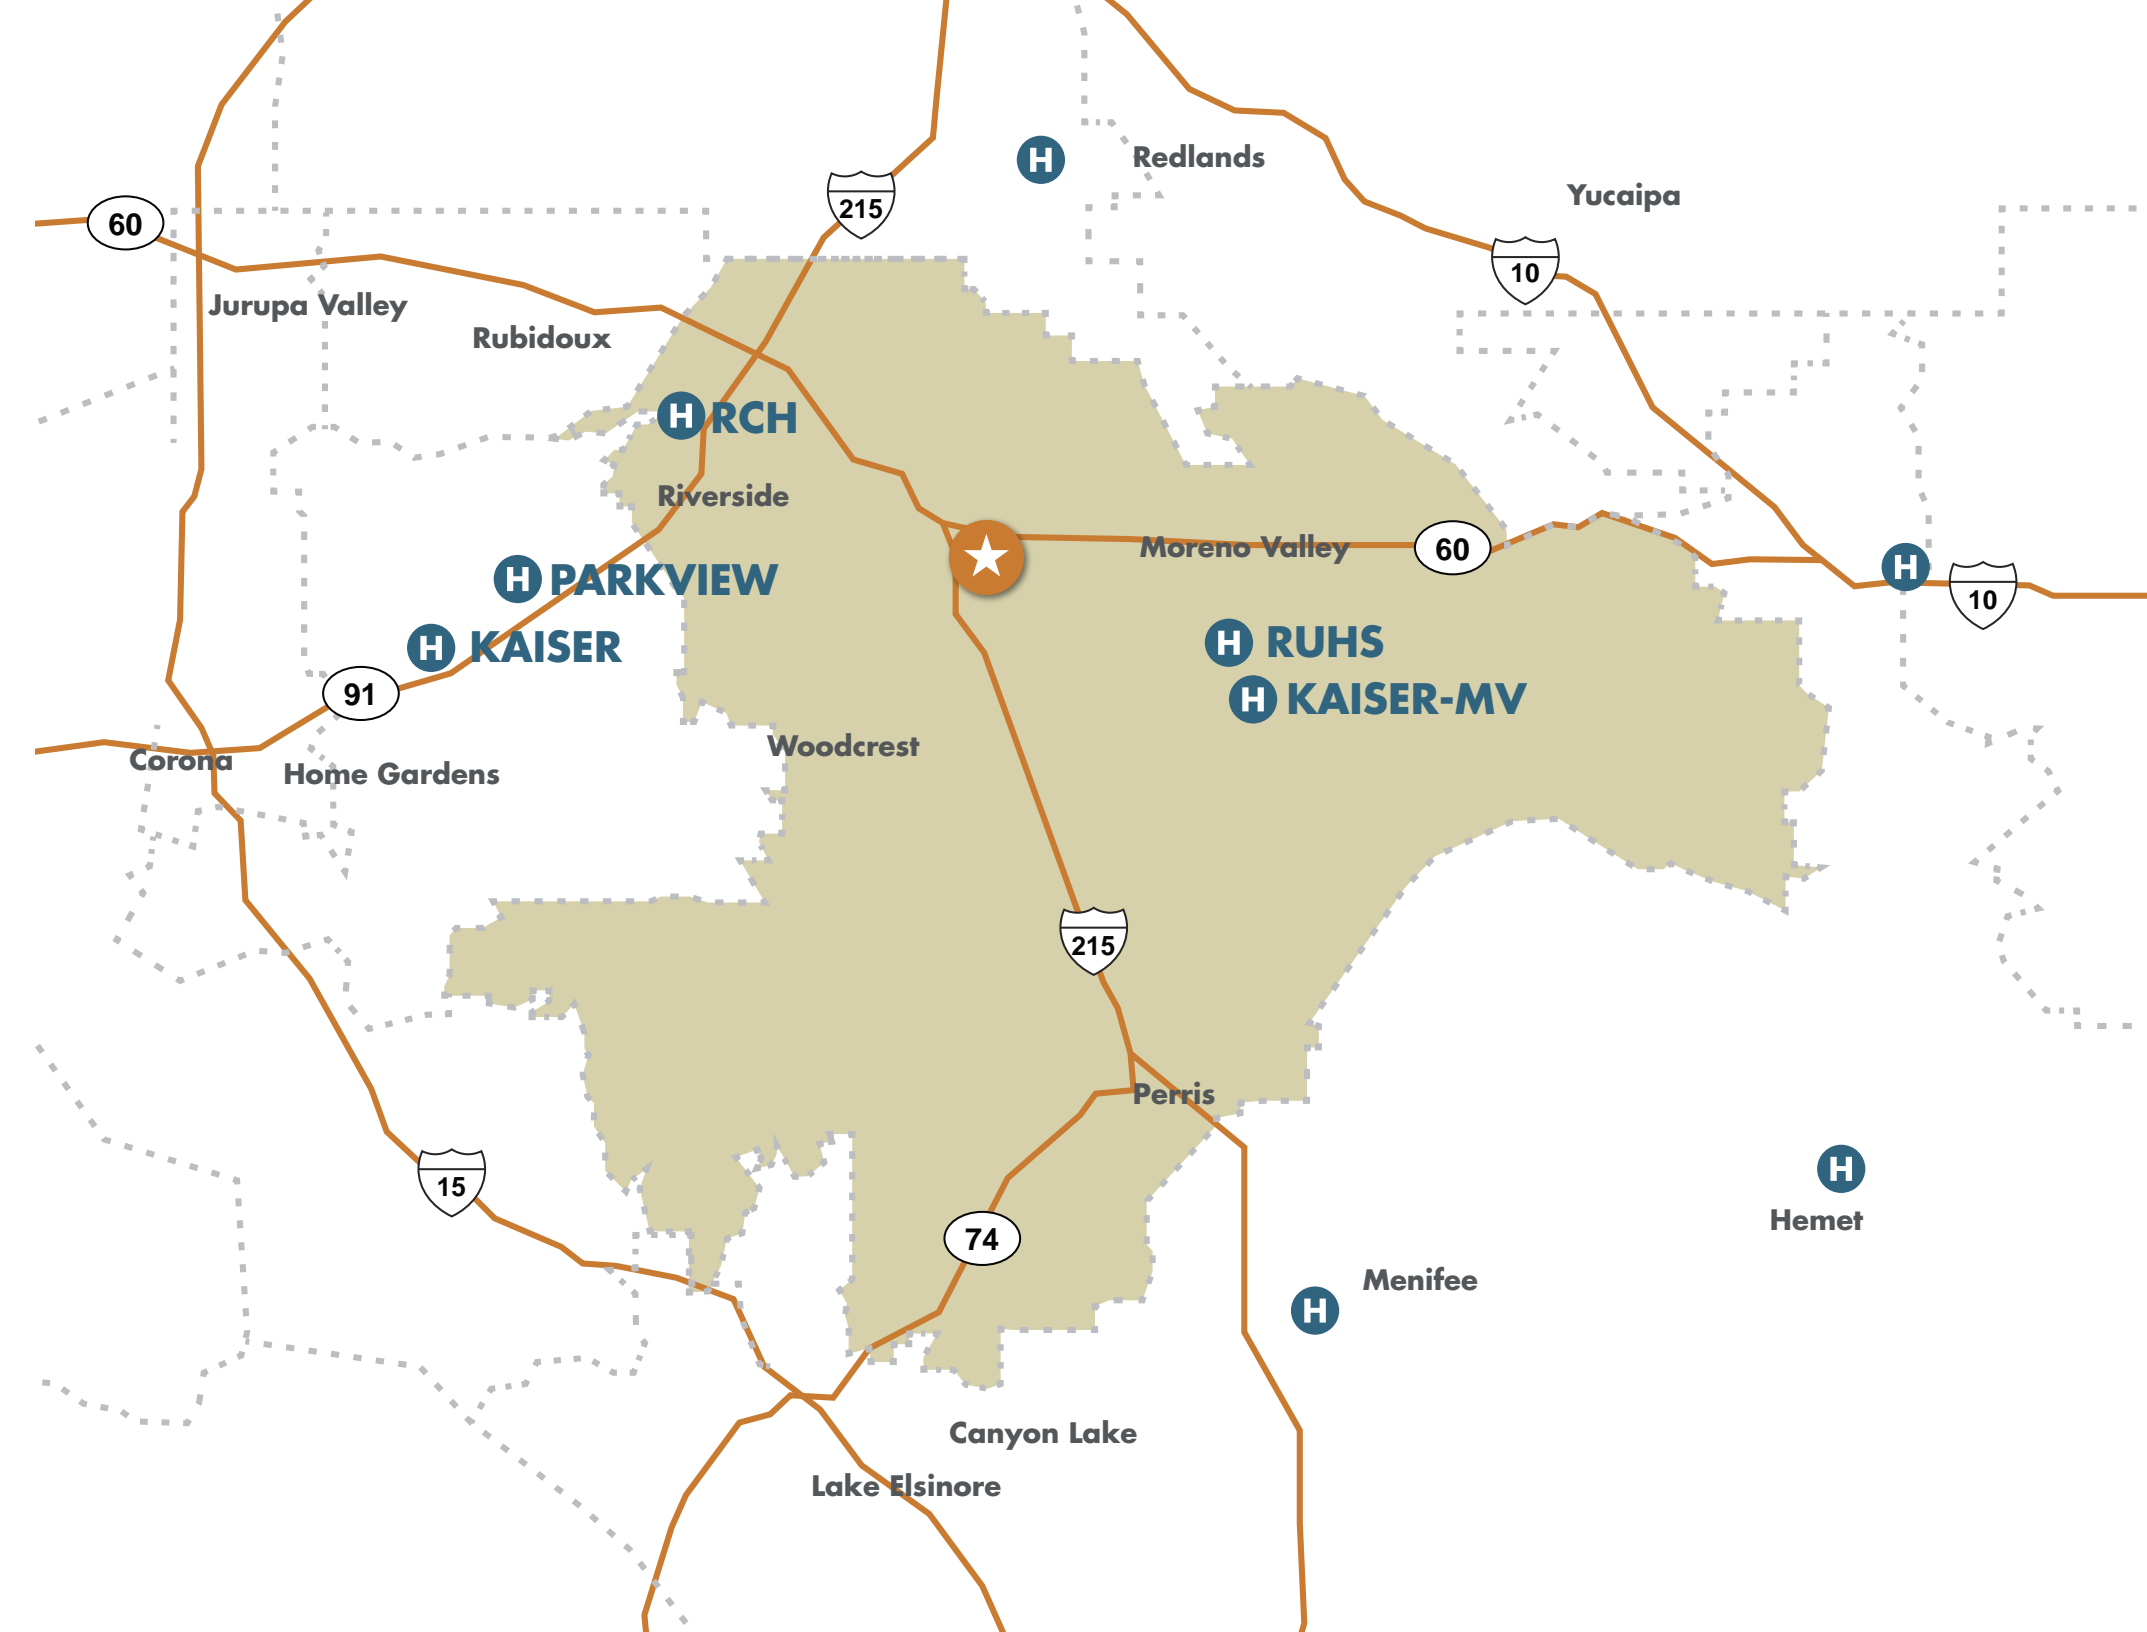 H
Redlands
Yucaipa
215
60
10
Jurupa Valley
Rubidoux
H RCH
Riverside
Moreno Valley
60
H
H PARKVIEW
10
H KAISER
H RUHS
91
H KAISER-MV
Woodcrest
Corona
Home Gardens
215
Perris
H
15
Hemet
74
Menifee
H
Canyon Lake
Lake Elsinore